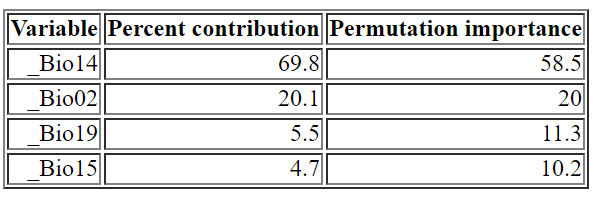 Variable Percent contribution Permutation importance
_Bio14 69.8 58.5
_Bio02 20.1 20
_Bio19 5.5 11.3
_Bio15 4.7 10.2